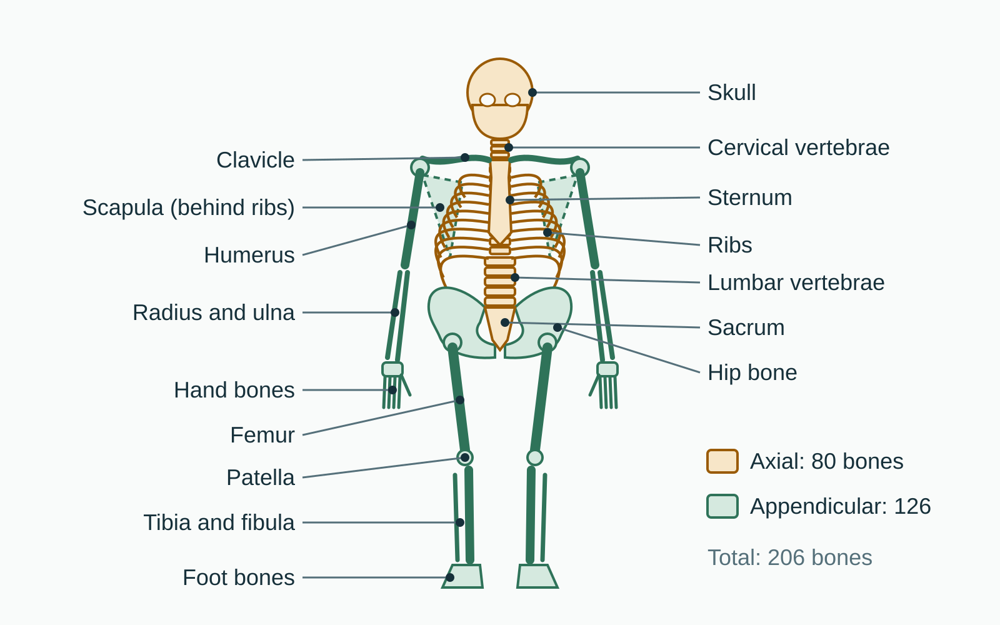 Clavicle
Scapula (behind ribs)
Humerus
Radius and ulna
Hand bones
Femur
Patella
Tibia and fibula
Foot bones
Skull
Cervical vertebrae
Sternum
Ribs
Lumbar vertebrae
Sacrum
Hip bone
Axial: 80 bones
Appendicular: 126
Total: 206 bones